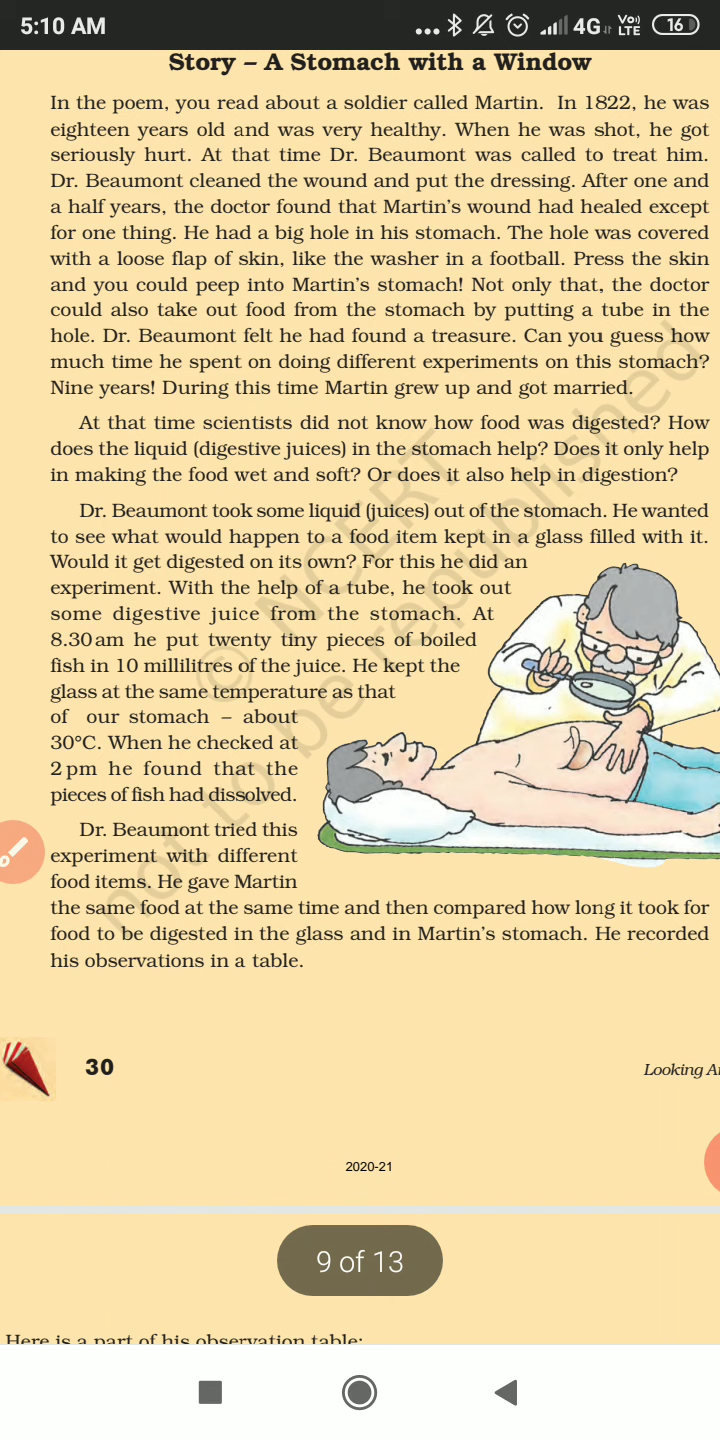 5:10 AM
4G
Vo)
LTE
16
Story – A Stomach with a Window
In the poem, you read about a soldier called Martin. In 1822, he was
eighteen years old and was very healthy. When he was shot, he got
seriously hurt. At that time Dr. Beaumont was called to treat him.
Dr. Beaumont cleaned the wound and put the dressing. After one and
a half years, the doctor found that Martin's wound had healed except
for one thing. He had a big hole in his stomach. The hole was covered
with a loose flap of skin, like the washer in a football. Press the skin
and you could peep into Martin's stomach! Not only that, the doctor
could also take out food from the stomach by putting a tube in the
hole. Dr. Beaumont felt he had found a treasure. Can you guess how
much time he spent on doing different experiments on this stomach?
Nine years! During this time Martin grew up and got married.
At that time scientists did not know how food was digested? How
does the liquid (digestive juices) in the stomach help? Does it only help
in making the food wet and soft? Or does it also help in digestion?
Dr. Beaumont took some liquid (juices) out of the stomach. He wanted
to see what would happen to a food item kept in a glass filled with it.
Would it get digested on its own? For this he did an
experiment. With the help of a tube, he took out
some digestive juice from the stomach. At
8.30 am he put twenty tiny pieces of boiled
fish in 10 millilitres of the juice. He kept the
glass at the same temperature as that
of our stomach – about
30°C. When he checked at
2 pm he found that the
pieces of fish had dissolved.
Dr. Beaumont tried this
experiment with different
food items. He gave Martin
the same food at the same time and then compared how long it took for
food to be digested in the glass and in Martin's stomach. He recorded
his observations in a table.
© NCERT
not to be republished
30
Looking A
2020-21
9 of 13
Here is a part of his observation table: